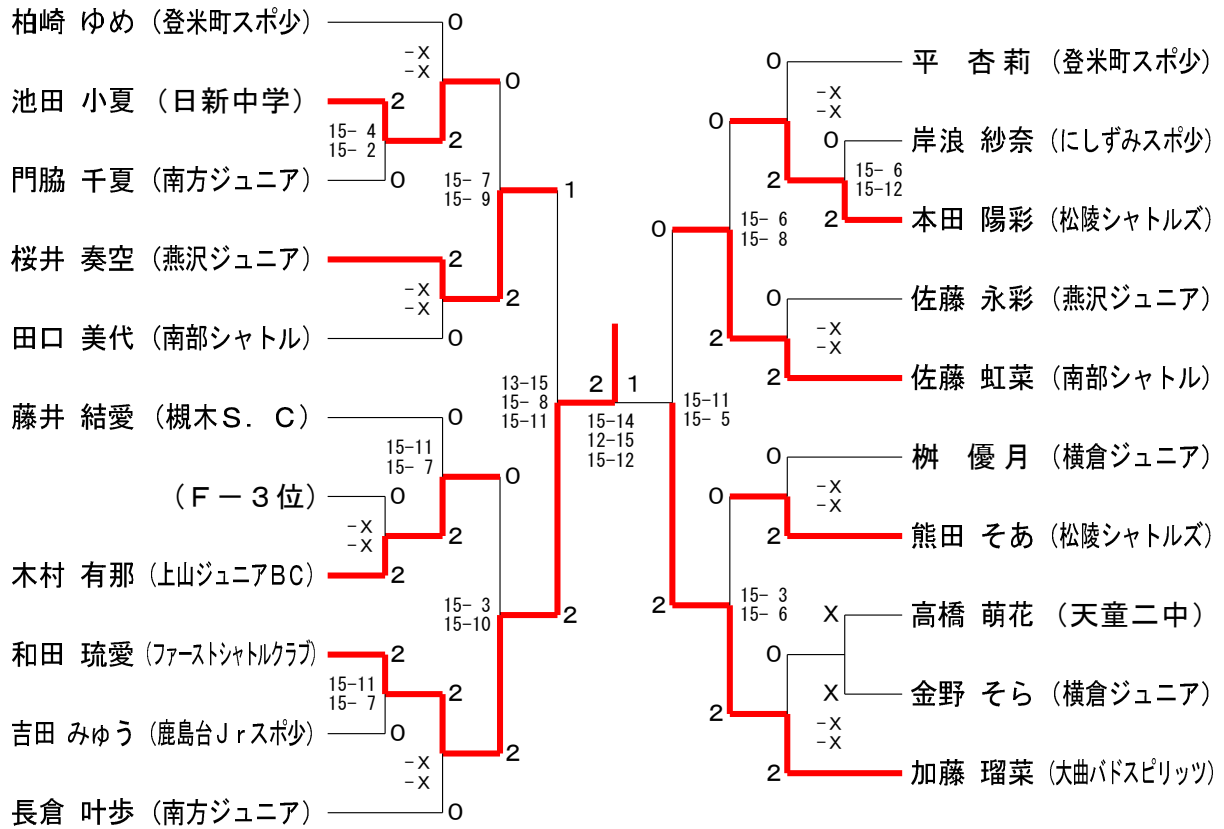 柏崎 ゆめ (登米町スポ少)
0
-X
-X
0
池田 小夏 (日新中学)
2
15- 4
15- 2
2
門脇 千夏 (南方ジュニア)
0
15- 7
15- 9
1
桜井 奏空 (燕沢ジュニア)
2
-X
-X
2
田口 美代 (南部シャトル)
0
13-15
15- 8
15-11
2
1
15-14
12-15
15-12
藤井 結愛 (槻木S. C)
0
15-11
15- 7
0
(F-3位)
0
-X
-X
2
木村 有那 (上山ジュニアBC)
2
15- 3
15-10
2
和田 琉愛 (ファーストシャトルクラブ)
2
15-11
15- 7
2
吉田 みゅう (鹿島台Jrスポ少)
0
2
-X
-X
長倉 叶歩 (南方ジュニア)
0
0
平 杏莉 (登米町スポ少)
-X
-X
0
0
岸浪 紗奈 (にしずみスポ少)
2
15- 6
15-12
2
本田 陽彩 (松陵シャトルズ)
0
15- 6
15- 8
0
佐藤 永彩 (燕沢ジュニア)
2
-X
-X
2
佐藤 虹菜 (南部シャトル)
15-11
15- 5
0
桝 優月 (横倉ジュニア)
0
-X
-X
2
熊田 そあ (松陵シャトルズ)
2
15- 3
15- 6
X
高橋 萌花 (天童二中)
0
X
金野 そら (横倉ジュニア)
2
-X
-X
2
加藤 瑠菜 (大曲バドスピリッツ)